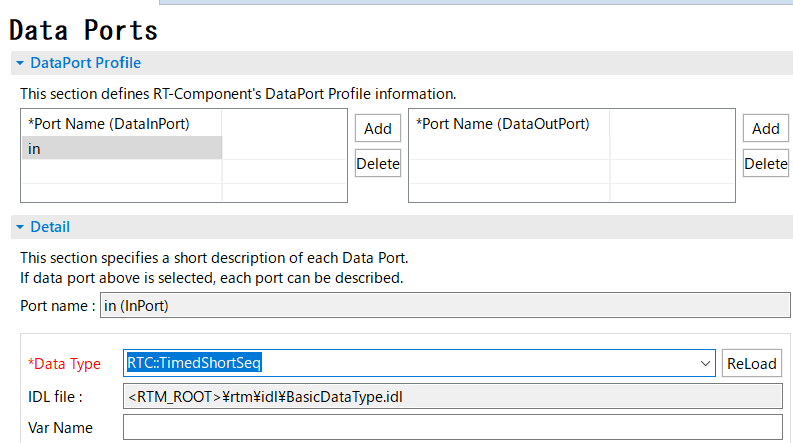 Data Ports
DataPort Profile
This section defines RT-Component's DataPort Profile information.
*Port Name (DataInPort)
in
Add
Delete
*Port Name (DataOutPort)
Add
Delete
Detail
This section specifies a short description of each Data Port.
If data port above is selected, each port can be described.
Port name : in (InPort)
*Data Type RTC::TimedShortSeq ReLoad
IDL file : <RTM_ROOT>¥rtm¥idl¥BasicDataType.idl
Var Name